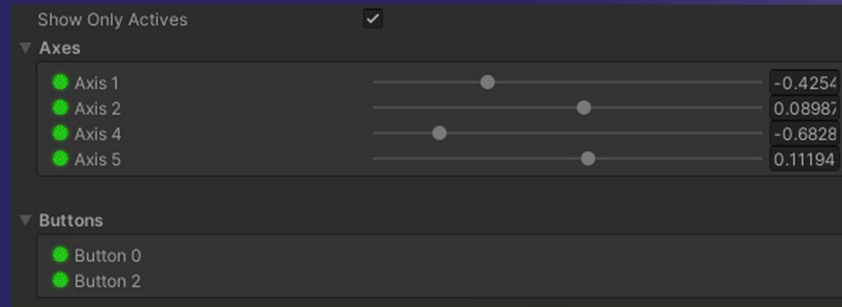 Show Only Actives
Axes
Axis 1 -0.4254
Axis 2 0.08987
Axis 4 -0.6828
Axis 5 0.11194
Buttons
Button 0
Button 2